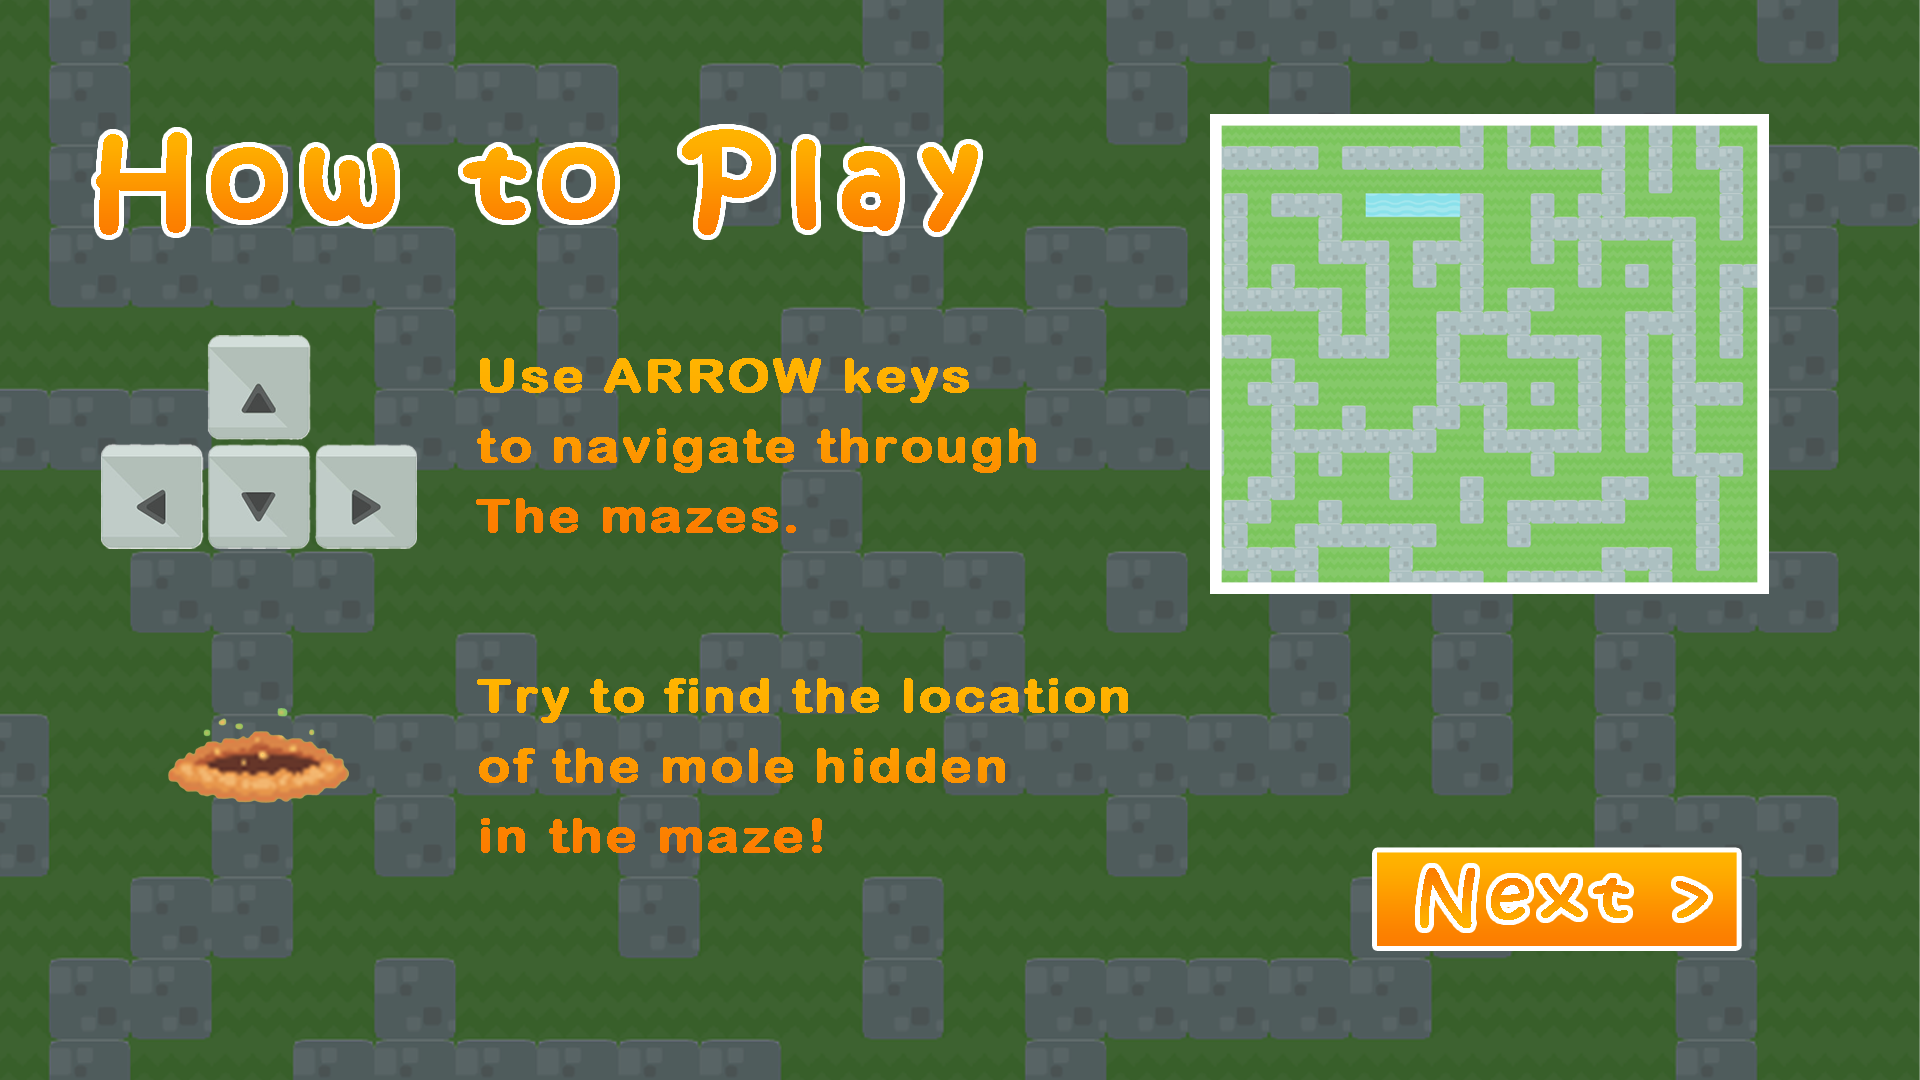 How to Play
Use ARROW keys
to navigate through
The mazes.
Try to find the location
of the mole hidden
in the maze!
Next >